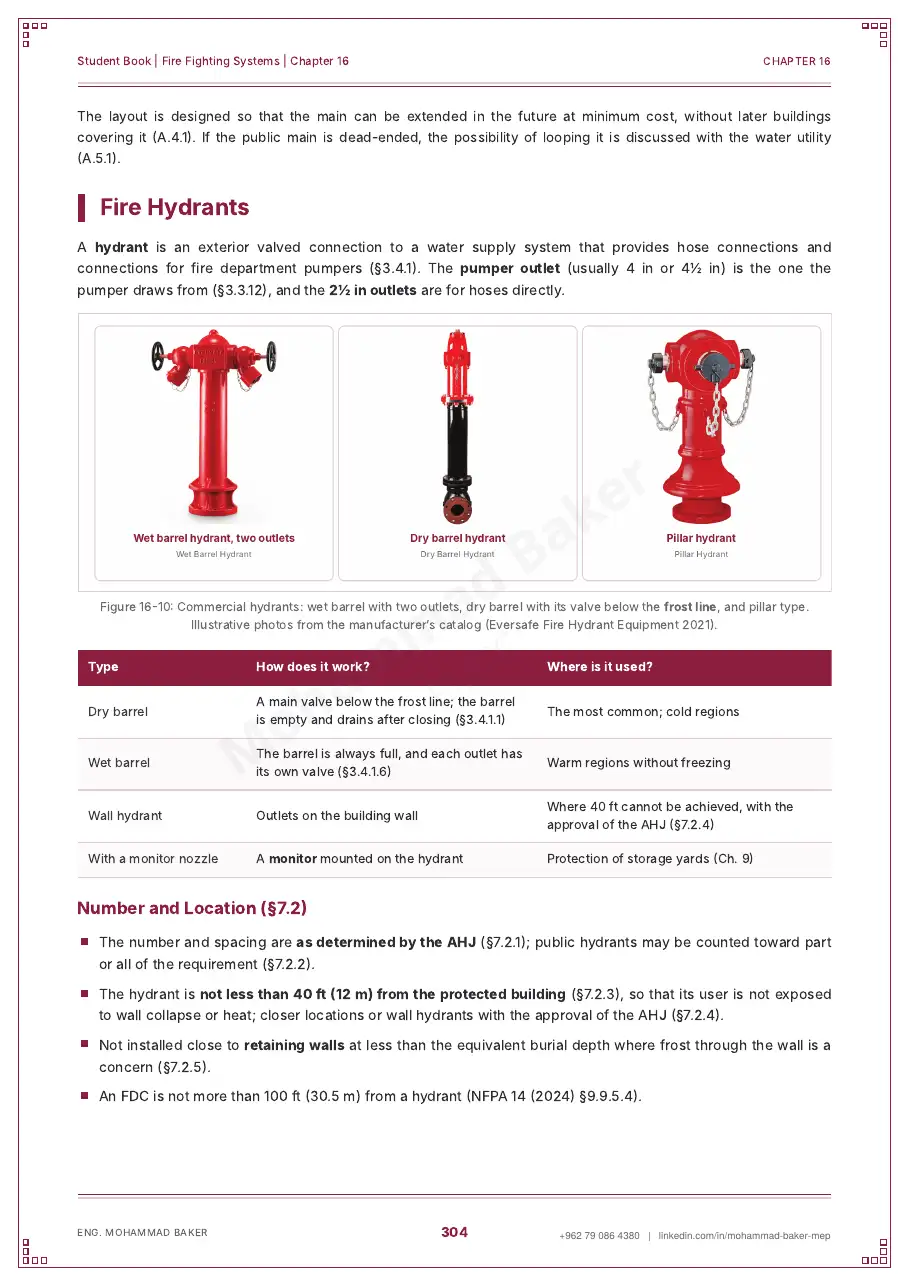 Student Book | Fire Fighting Systems | Chapter 16
CHAPTER 16
The layout is designed so that the main can be extended in the future at minimum cost, without later buildings
covering it (A.4.1). If the public main is dead-ended, the possibility of looping it is discussed with the water utility
(A.5.1).
Fire Hydrants
A hydrant is an exterior valved connection to a water supply system that provides hose connections and
connections for fire department pumpers (§3.4.1). The pumper outlet (usually 4 in or 4½ in) is the one the
pumper draws from (§3.3.12), and the 2½ in outlets are for hoses directly.
Wet barrel hydrant, two outlets
Wet Barrel Hydrant
Dry barrel hydrant
Dry Barrel Hydrant
Pillar hydrant
Pillar Hydrant
Figure 16-10: Commercial hydrants: wet barrel with two outlets, dry barrel with its valve below the frost line, and pillar type.
Illustrative photos from the manufacturer's catalog (Eversafe Fire Hydrant Equipment 2021).
Type How does it work? Where is it used?
Dry barrel
A main valve below the frost line; the barrel
is empty and drains after closing (§3.4.1.1)
The most common; cold regions
Wet barrel
The barrel is always full, and each outlet has
its own valve (§3.4.1.6)
Warm regions without freezing
Wall hydrant
Outlets on the building wall
Where 40 ft cannot be achieved, with the
approval of the AHJ (§7.2.4)
With a monitor nozzle
A monitor mounted on the hydrant
Protection of storage yards (Ch. 9)
Number and Location (§7.2)
The number and spacing are as determined by the AHJ (§7.2.1); public hydrants may be counted toward part
or all of the requirement (§7.2.2).
The hydrant is not less than 40 ft (12 m) from the protected building (§7.2.3), so that its user is not exposed
to wall collapse or heat; closer locations or wall hydrants with the approval of the AHJ (§7.2.4).
Not installed close to retaining walls at less than the equivalent burial depth where frost through the wall is a
concern (§7.2.5).
An FDC is not more than 100 ft (30.5 m) from a hydrant (NFPA 14 (2024) §9.9.5.4).
Mohammad Baker
ENG. MOHAMMAD BAKER
304
+962 79 086 4380 | linkedin.com/in/mohammad-baker-mep